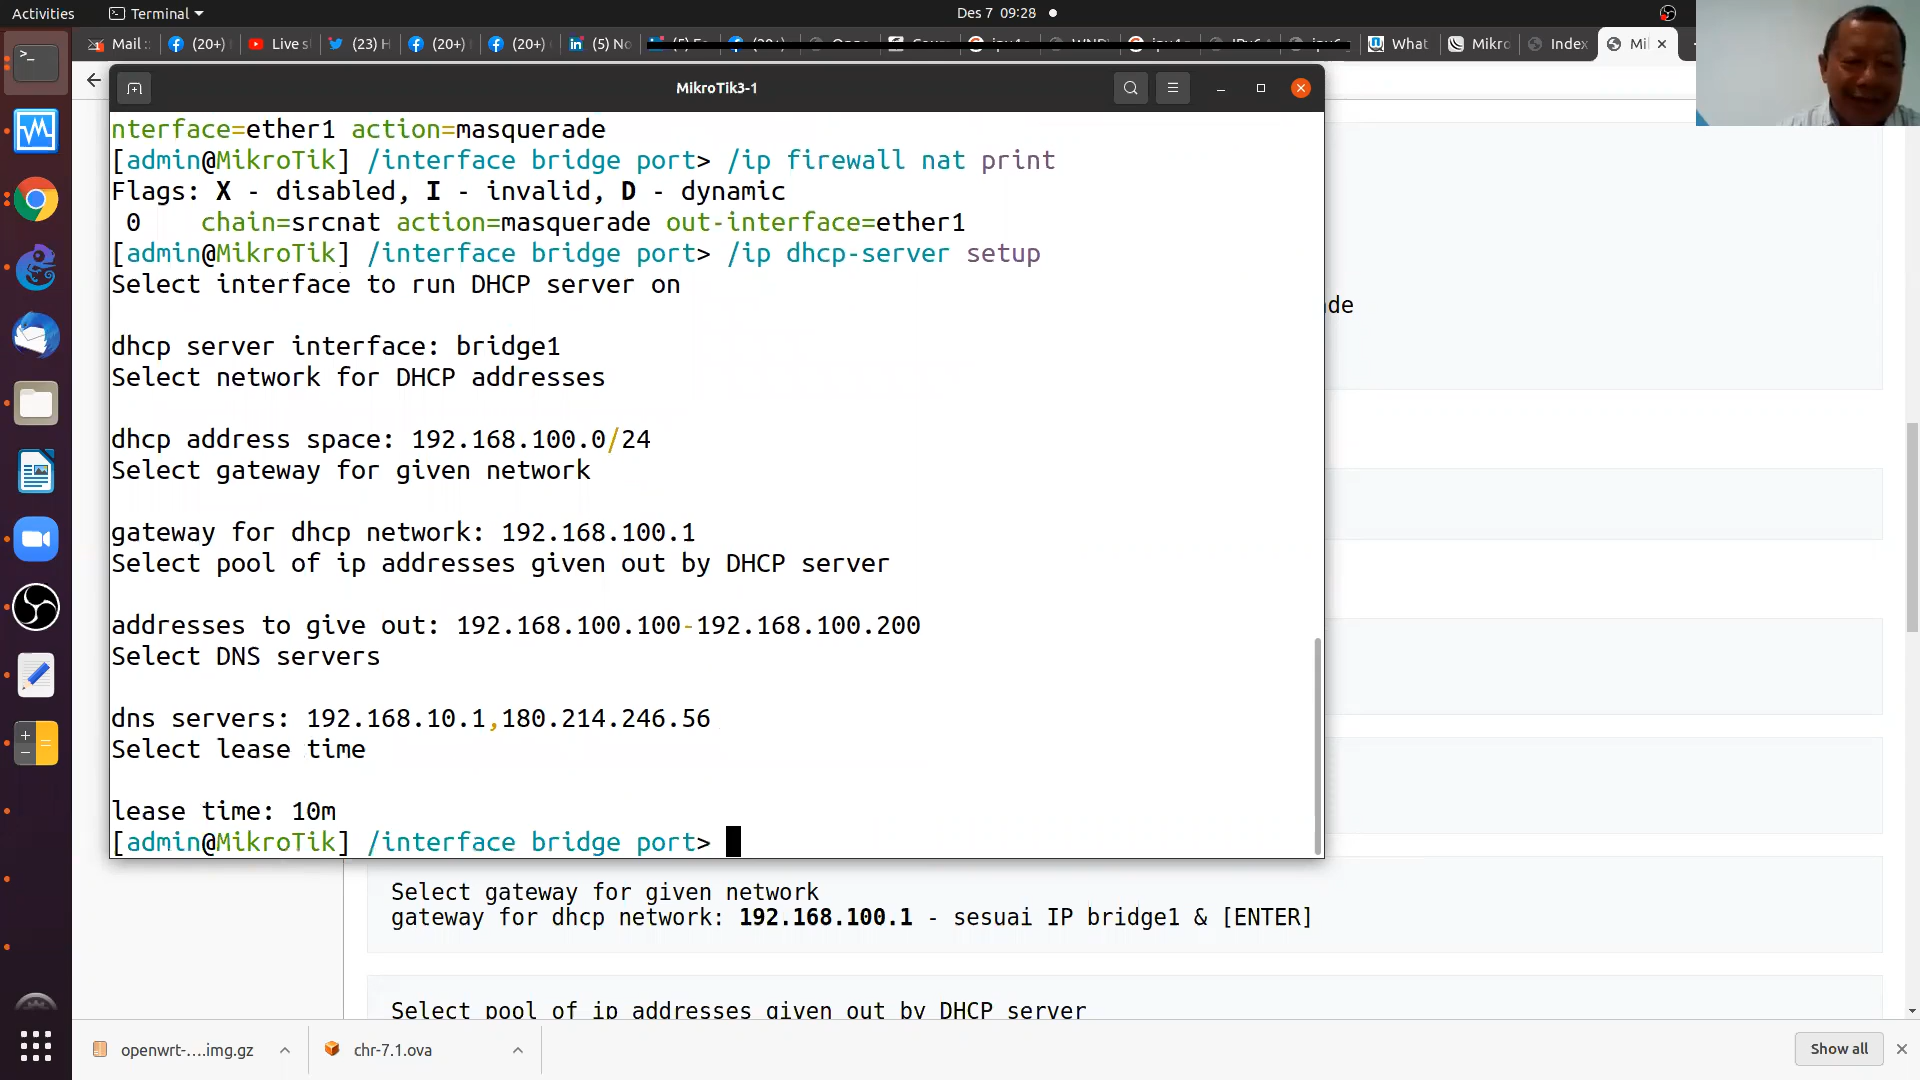 Activities
Terminal
Des 7 09:28
Mail :
(20+)
Live s
(23) H
(20+)
(20+)
(5) No
What
Mikro
Index
Mi
MikroTik3-1
nterface=ether1 action=masquerade
[admin@MikroTik] /interface bridge port> /ip firewall nat print
Flags: X - disabled, I - invalid, D - dynamic
0 chain=srcnat action=masquerade out-interface=ether1
[admin@MikroTik] /interface bridge port> /ip dhcp-server setup
Select interface to run DHCP server on
dhcp server interface: bridge1
Select network for DHCP addresses
dhcp address space: 192.168.100.0/24
Select gateway for given network
gateway for dhcp network: 192.168.100.1
Select pool of ip addresses given out by DHCP server
addresses to give out: 192.168.100.100-192.168.100.200
Select DNS servers
dns servers: 192.168.10.1,180.214.246.56
Select lease time
lease time: 10m
[admin@MikroTik] /interface bridge port>
de
Select gateway for given network
gateway for dhcp network: 192.168.100.1 - sesuai IP bridge1 & [ENTER]
Select pool of ip addresses given out by DHCP server
openwrt-....img.gz
chr-7.1.ova
Show all